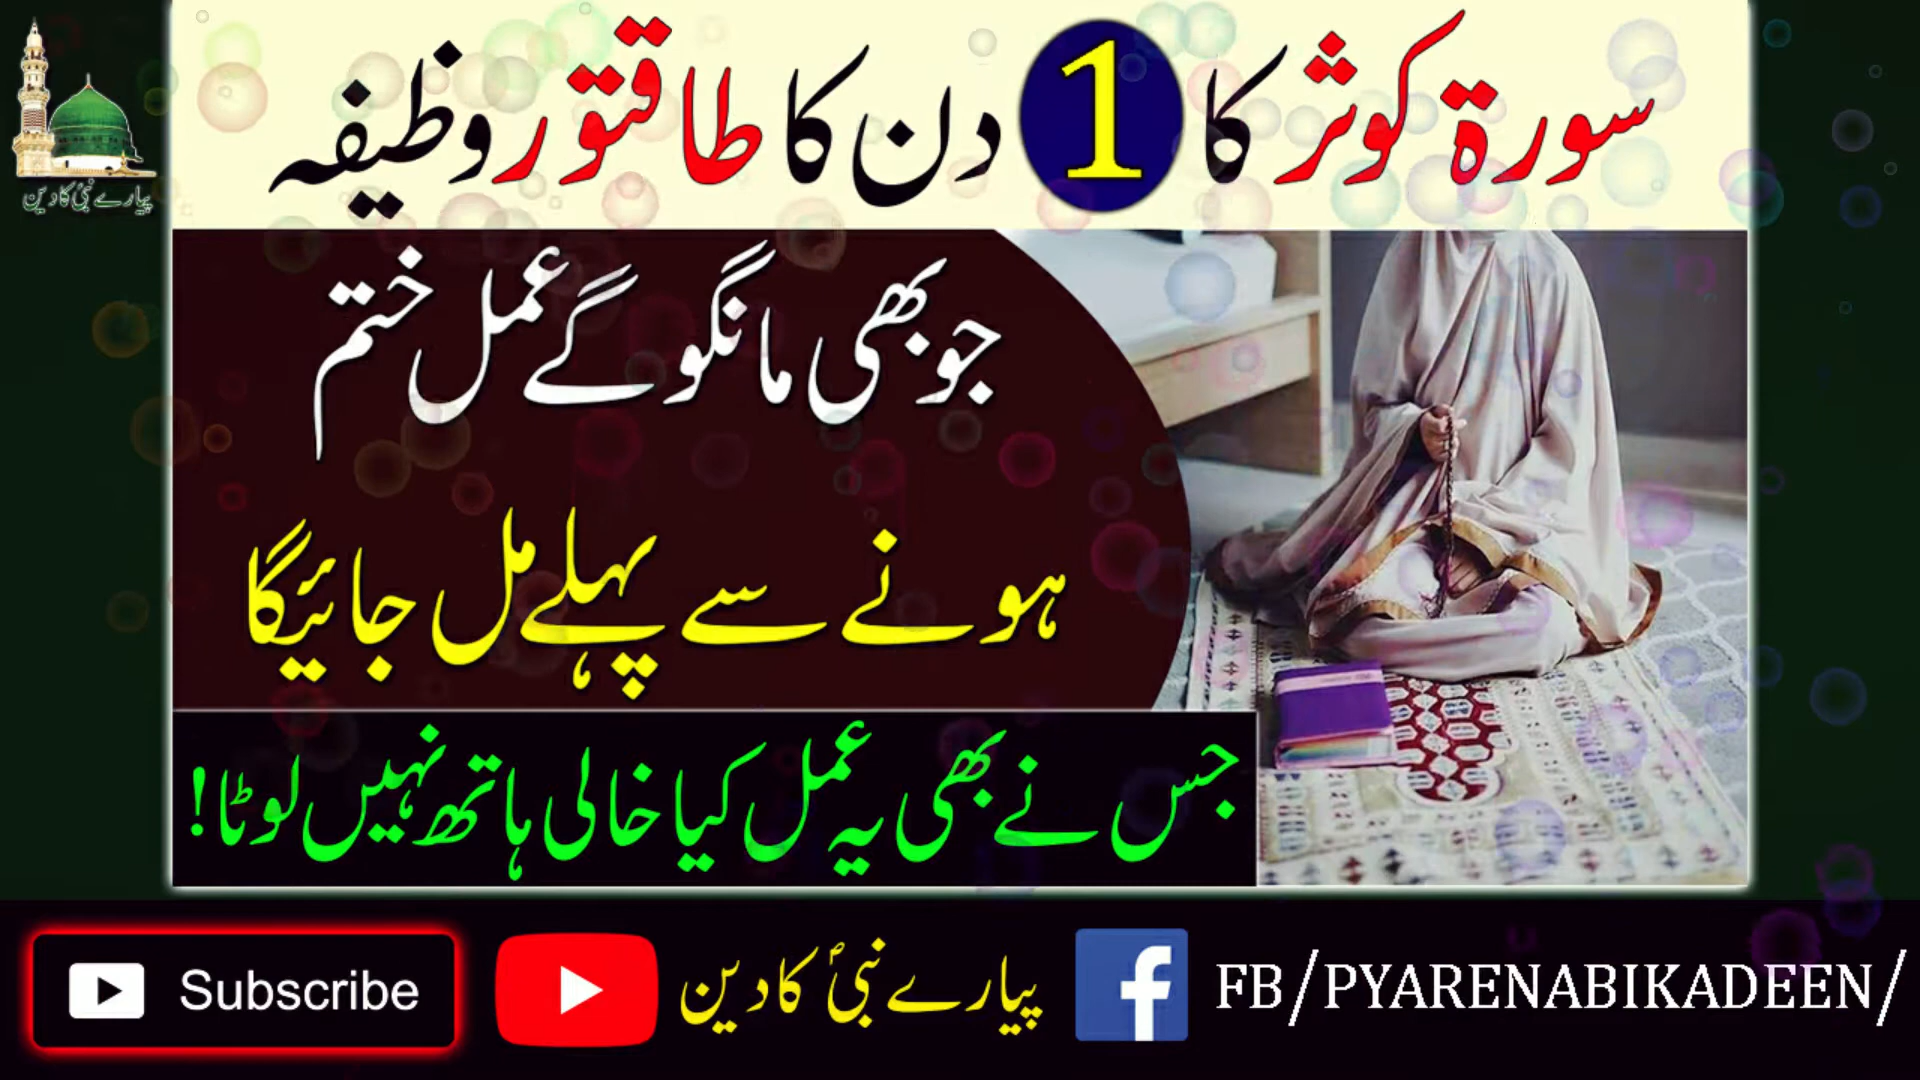 سورۃ کوثر کا 1 دن کا طاقتور وظیفہ
پیارے نبیؐ کا دین
جو بھی مانگو گے عمل ختم
ہونے سے پہلے مل جائیگا
جس نے بھی یہ عمل کیا خالی ہاتھ نہیں لوٹا!
Subscribe
پیارے نبیؐ کا دین
FB/PYARENABIKADEEN/